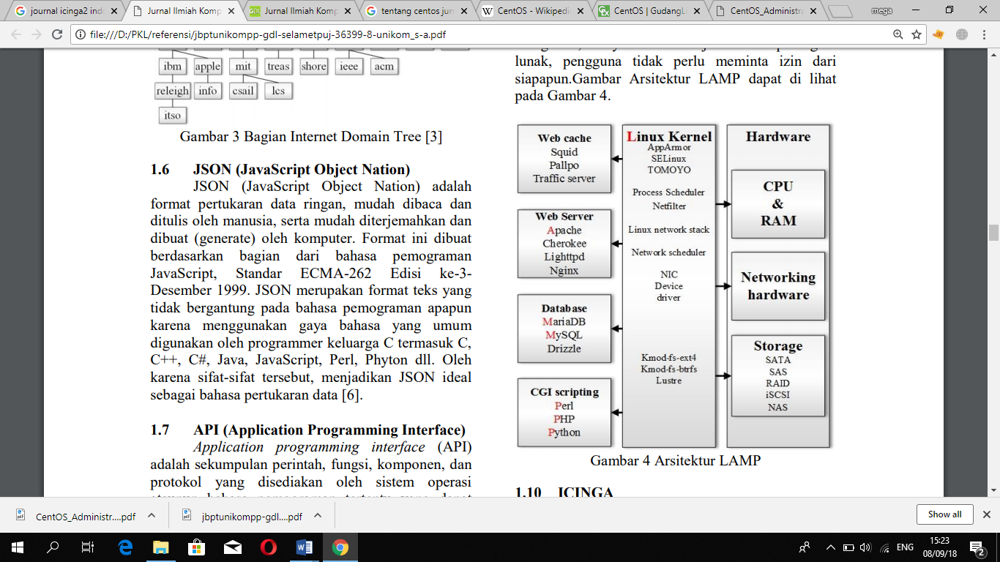 journal icinga2 indo
Jurnal Ilmiah Komp
Jurnal Ilmiah Komp
tentang centos jurn
CentOS - Wikipedi
CentOS | GudangLi
CentOS_Administra
mega
file:///D:/PKL/referensi/jbptunikompp-gdl-selametpuj-36399-8-unikom_s-a.pdf
ibm apple mit treas shore ieee acm
releigh info csail lcs
itso
Gambar 3 Bagian Internet Domain Tree [3]
1.6 JSON (JavaScript Object Nation)
JSON (JavaScript Object Nation) adalah
format pertukaran data ringan, mudah dibaca dan
ditulis oleh manusia, serta mudah diterjemahkan dan
dibuat (generate) oleh komputer. Format ini dibuat
berdasarkan bagian dari bahasa pemograman
JavaScript, Standar ECMA-262 Edisi ke-3-
Desember 1999. JSON merupakan format teks yang
tidak bergantung pada bahasa pemograman apapun
karena menggunakan gaya bahasa yang umum
digunakan oleh programmer keluarga C termasuk C,
C++, C#, Java, JavaScript, Perl, Phyton dll. Oleh
karena sifat-sifat tersebut, menjadikan JSON ideal
sebagai bahasa pertukaran data [6].
1.7 API (Application Programming Interface)
Application programming interface (API)
adalah sekumpulan perintah, fungsi, komponen, dan
protokol yang disediakan oleh sistem operasi
lunak, pengguna tidak perlu meminta izin dari
siapapun.Gambar Arsitektur LAMP dapat di lihat
pada Gambar 4.
Web cache
Squid
Pallpo
Traffic server
Web Server
Apache
Cherokee
Lighttpd
Nginx
Database
MariaDB
MySQL
Drizzle
CGI scripting
Perl
PHP
Python
Linux Kernel
AppArmor
SELinux
TOMOYO
Process Scheduler
Netfilter
Linux network stack
Network scheduler
NIC
Device
driver
Kmod-fs-ext4
Kmod-fs-btrfs
Lustre
Hardware
CPU
&
RAM
Networking
hardware
Storage
SATA
SAS
RAID
iSCSI
NAS
Gambar 4 Arsitektur LAMP
1.10 ICINGA
CentOS_Administr....pdf
jbptunikompp-gdl....pdf
Show all
ENG
15:23
08/09/18
2